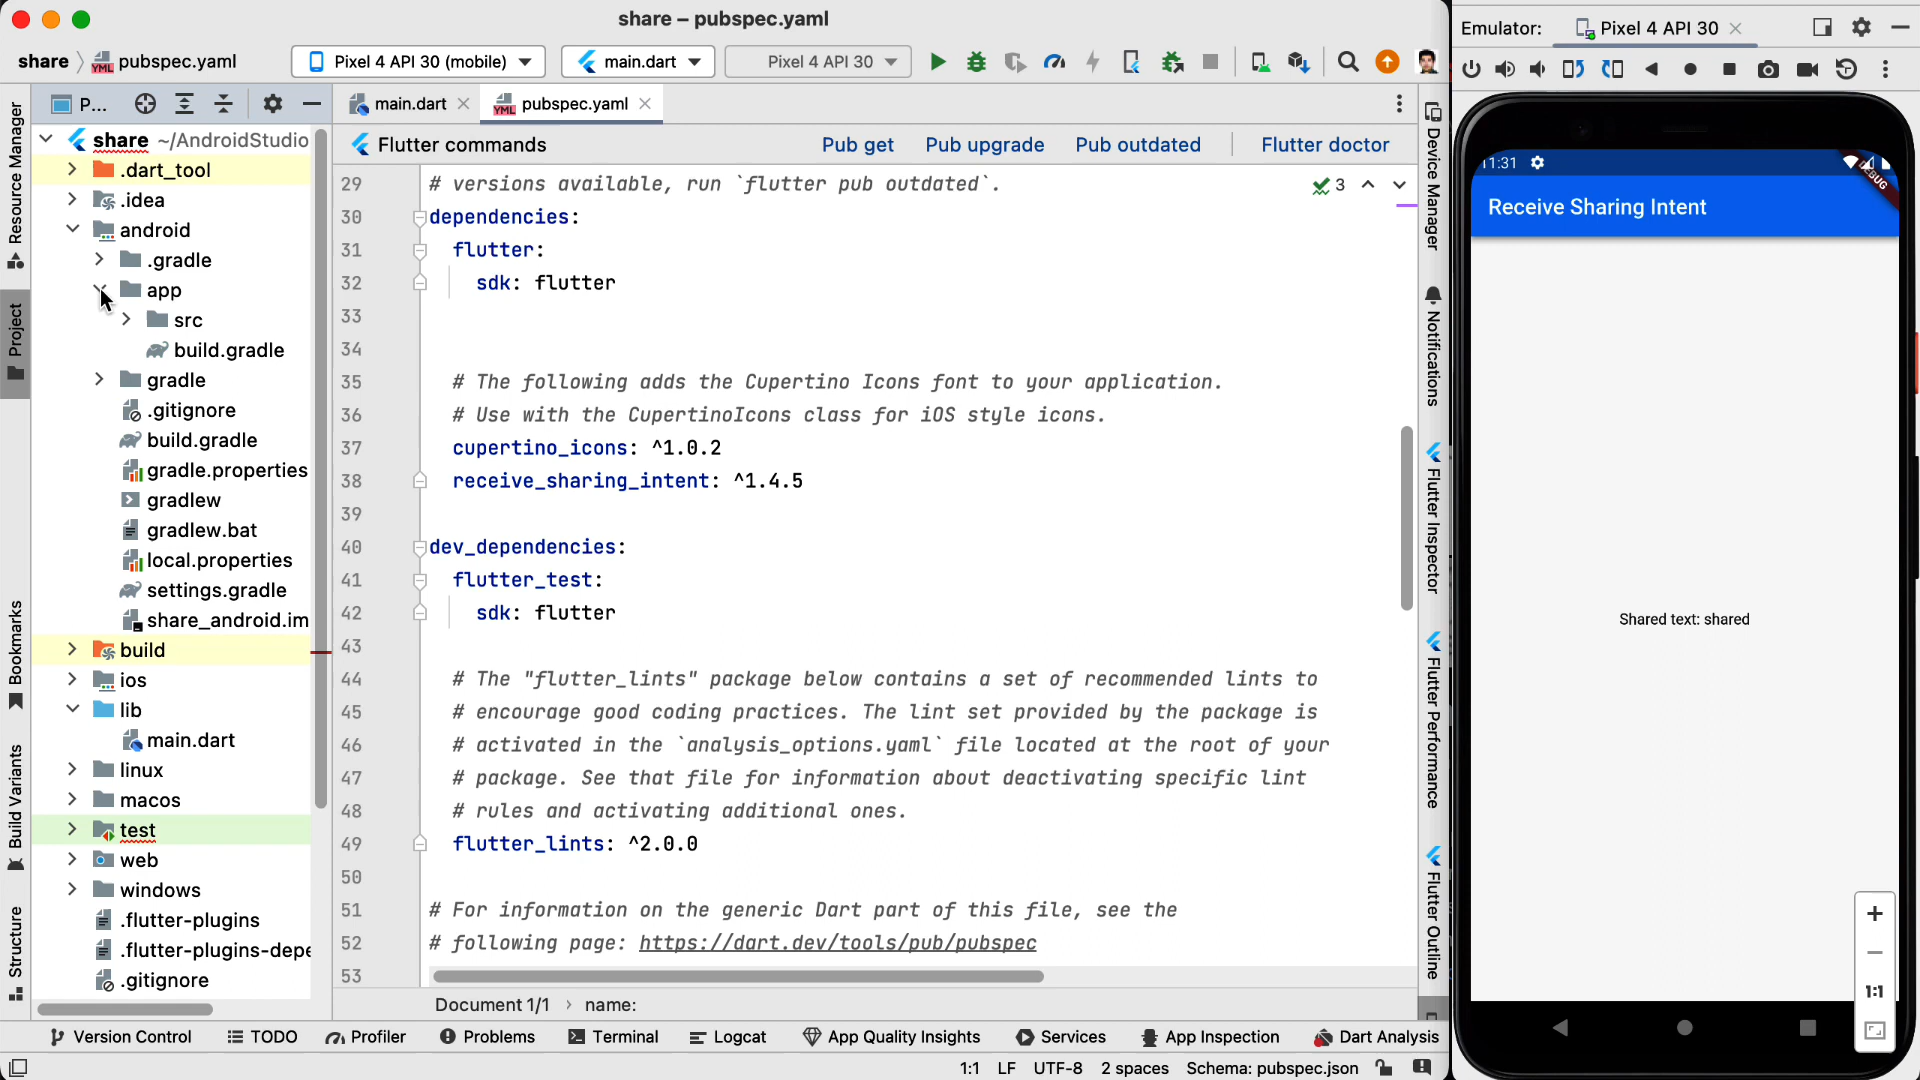 share – pubspec.yaml
share
pubspec.yaml
Pixel 4 API 30 (mobile)
main.dart
Pixel 4 API 30
P...
main.dart
pubspec.yaml
Flutter commands
Pub get
Pub upgrade
Pub outdated
Flutter doctor
Resource Manager
Project
Bookmarks
Build Variants
Structure
share ~/AndroidStudio
.dart_tool
.idea
android
.gradle
app
src
build.gradle
gradle
.gitignore
build.gradle
gradle.properties
gradlew
gradlew.bat
local.properties
settings.gradle
share_android.im
build
ios
lib
main.dart
linux
macos
test
web
windows
.flutter-plugins
.flutter-plugins-depe
.gitignore
3
29 # versions available, run `flutter pub outdated`.
30 dependencies:
31 flutter:
32 sdk: flutter
33
34
35 # The following adds the Cupertino Icons font to your application.
36 # Use with the CupertinoIcons class for iOS style icons.
37 cupertino_icons: ^1.0.2
38 receive_sharing_intent: ^1.4.5
39
40 dev_dependencies:
41 flutter_test:
42 sdk: flutter
43
44 # The "flutter_lints" package below contains a set of recommended lints to
45 # encourage good coding practices. The lint set provided by the package is
46 # activated in the `analysis_options.yaml` file located at the root of your
47 # package. See that file for information about deactivating specific lint
48 # rules and activating additional ones.
49 flutter_lints: ^2.0.0
50
51 # For information on the generic Dart part of this file, see the
52 # following page: https://dart.dev/tools/pub/pubspec
53
Document 1/1 › name:
Device Manager
Notifications
Flutter Inspector
Flutter Performance
Flutter Outline
Version Control
TODO
Profiler
Problems
Terminal
Logcat
App Quality Insights
Services
App Inspection
Dart Analysis
1:1 LF UTF-8 2 spaces Schema: pubspec.json
Emulator:
Pixel 4 API 30
11:31
DEBUG
Receive Sharing Intent
Shared text: shared
1:1